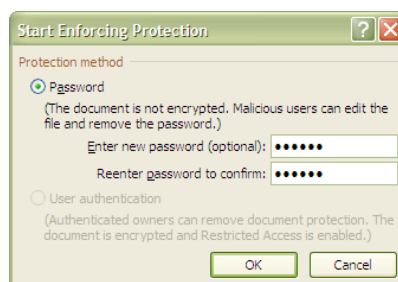 Start Enforcing Protection
Protection method
Password
(The document is not encrypted. Malicious users can edit the
file and remove the password.)
Enter new password (optional): ••••••
Reenter password to confirm: ••••••
User authentication
(Authenticated owners can remove document protection. The
document is encrypted and Restricted Access is enabled.)
OK Cancel